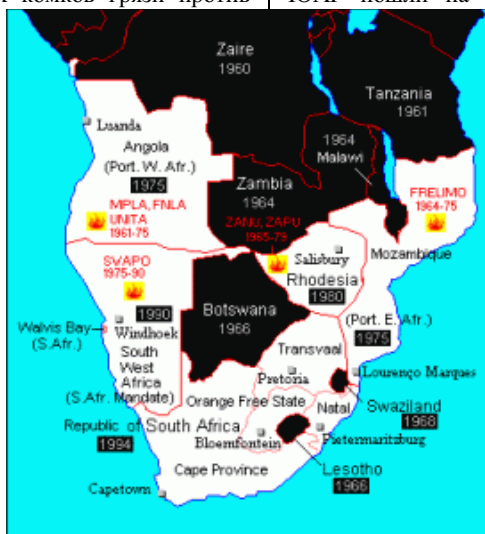 комков грязи против
Zaire
1960
Tanzania
1961
Luanda
Angola
(Port. W. Afr.)
1975
MPLA, FNLA
UNITA
1961-75
1964
Malawi
Zambia
1964
ZANU, ZAPU
1965-79
FRELIMO
1964-75
SVAPO
1975-90
Salisbury
Rhodesia
1980
Mozambique
Botswana
1966
1990
Walvis Bay
(S.Afr.)
Windhoek
South
West
Africa
(S.Afr. Mandate)
(Port. E. Afr.)
1975
Transvaal
Pretoria
Lourenço Marques
Orange Free State
Natal
Swaziland
1968
Republic of South Africa
1994
Bloemfontein
Pietermaritzburg
Cape Province
Lesotho
1966
Capetown